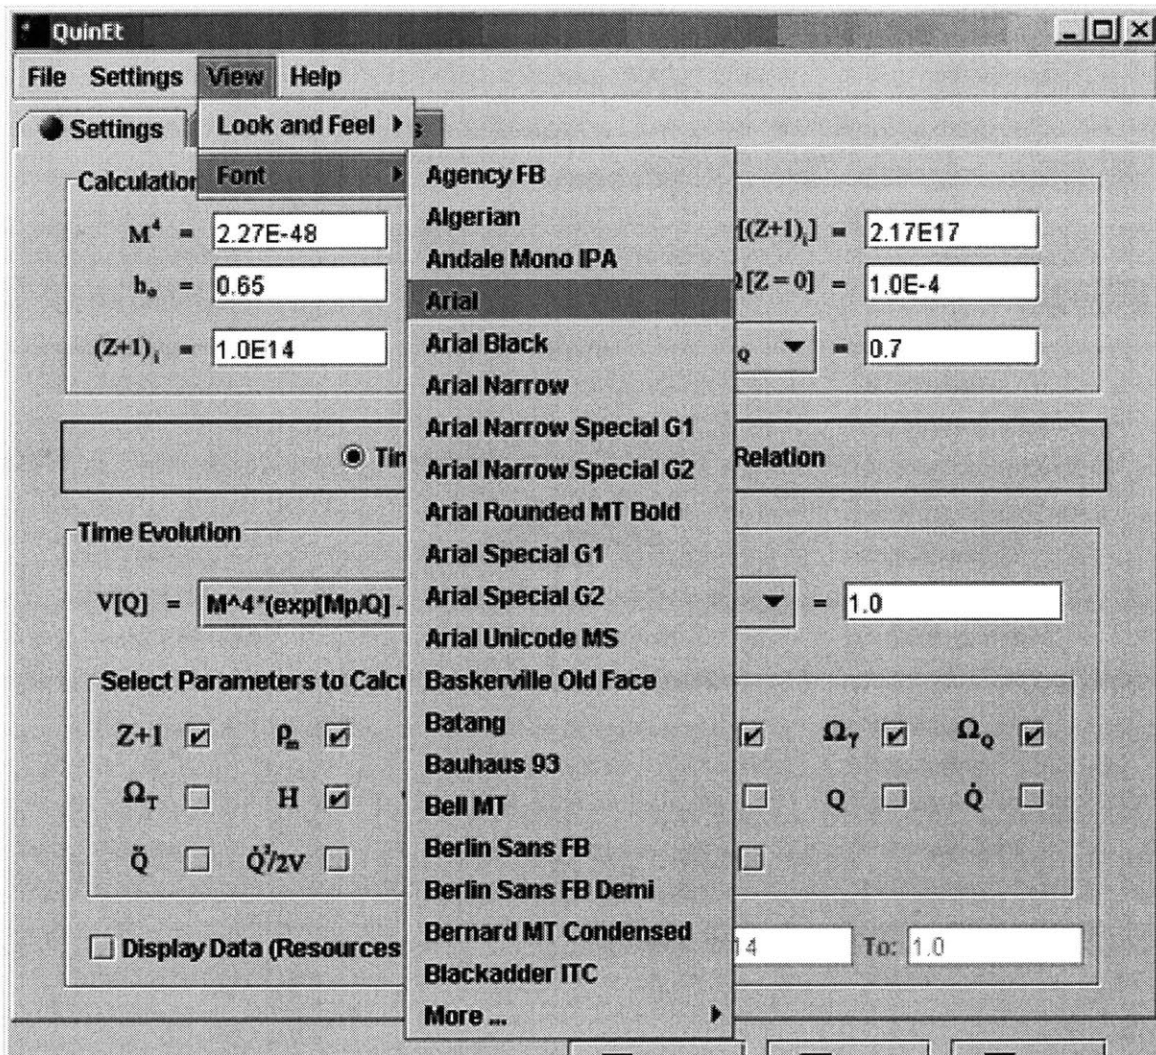 QuinEt
File Settings View Help
Settings
Look and Feel
Font
Calculation
M⁴ = 2.27E-48
[(Z+1)ᵢ] = 2.17E17
hₒ = 0.65
[Z=0] = 1.0E-4
(Z+1)ᵢ = 1.0E14
Q = 0.7
Agency FB
Algerian
Andale Mono IPA
Arial
Arial Black
Arial Narrow
Arial Narrow Special G1
Arial Narrow Special G2
Arial Rounded MT Bold
Arial Special G1
Arial Special G2
Arial Unicode MS
Baskerville Old Face
Batang
Bauhaus 93
Bell MT
Berlin Sans FB
Berlin Sans FB Demi
Bernard MT Condensed
Blackadder ITC
More ...
Relation
Time Evolution
V[Q] = M^4*(exp[Mp/Q] - = 1.0
Select Parameters to Calcu
Z+1 ρm Ωγ ΩQ
ΩT H Q Q̇
Q̈ Q̇²/2V
Display Data (Resources 14 To: 1.0